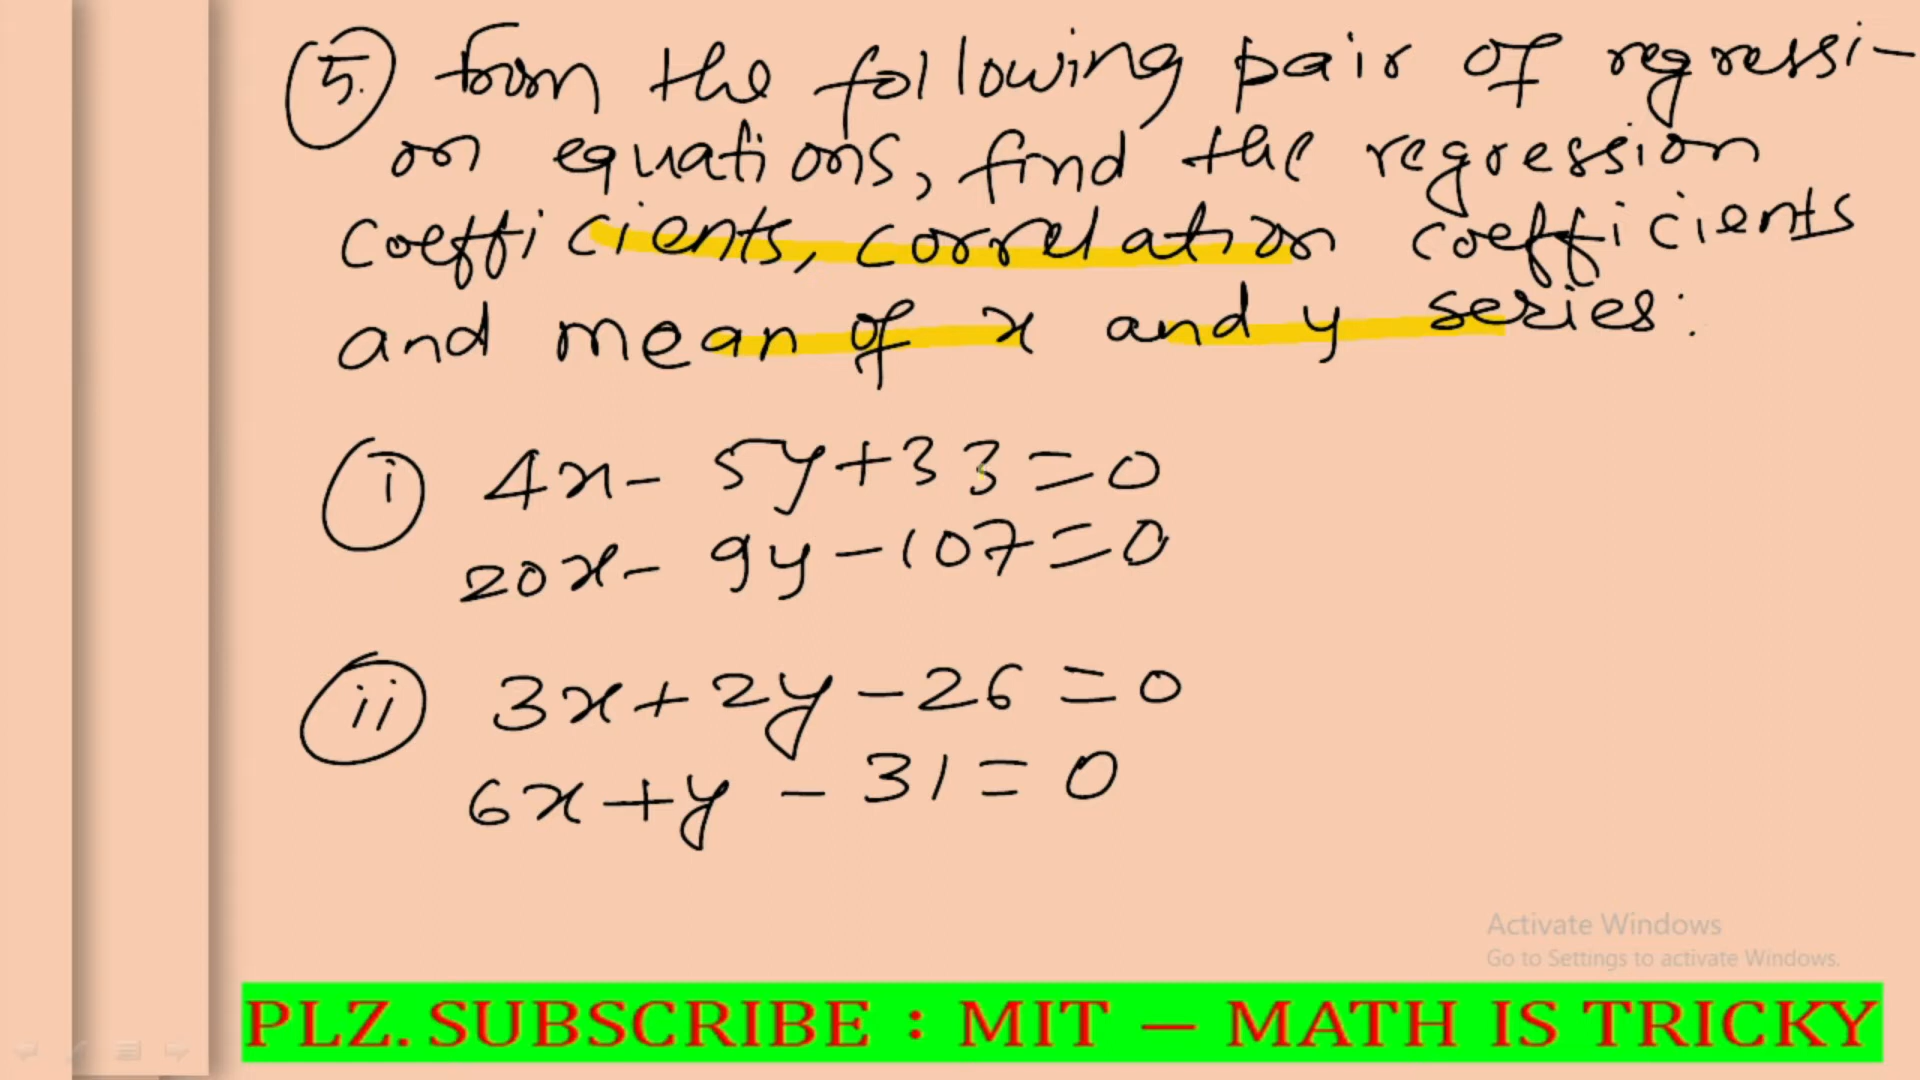 5. from the following pair of regressi-
on equations, find the regression
coefficients, correlation coefficients
and mean of x and y series:
i 4x - 5y + 33 = 0
20x - 9y - 107 = 0
ii 3x + 2y - 26 = 0
6x + y - 31 = 0
Activate Windows
Go to Settings to activate Windows.
PLZ. SUBSCRIBE : MIT – MATH IS TRICKY